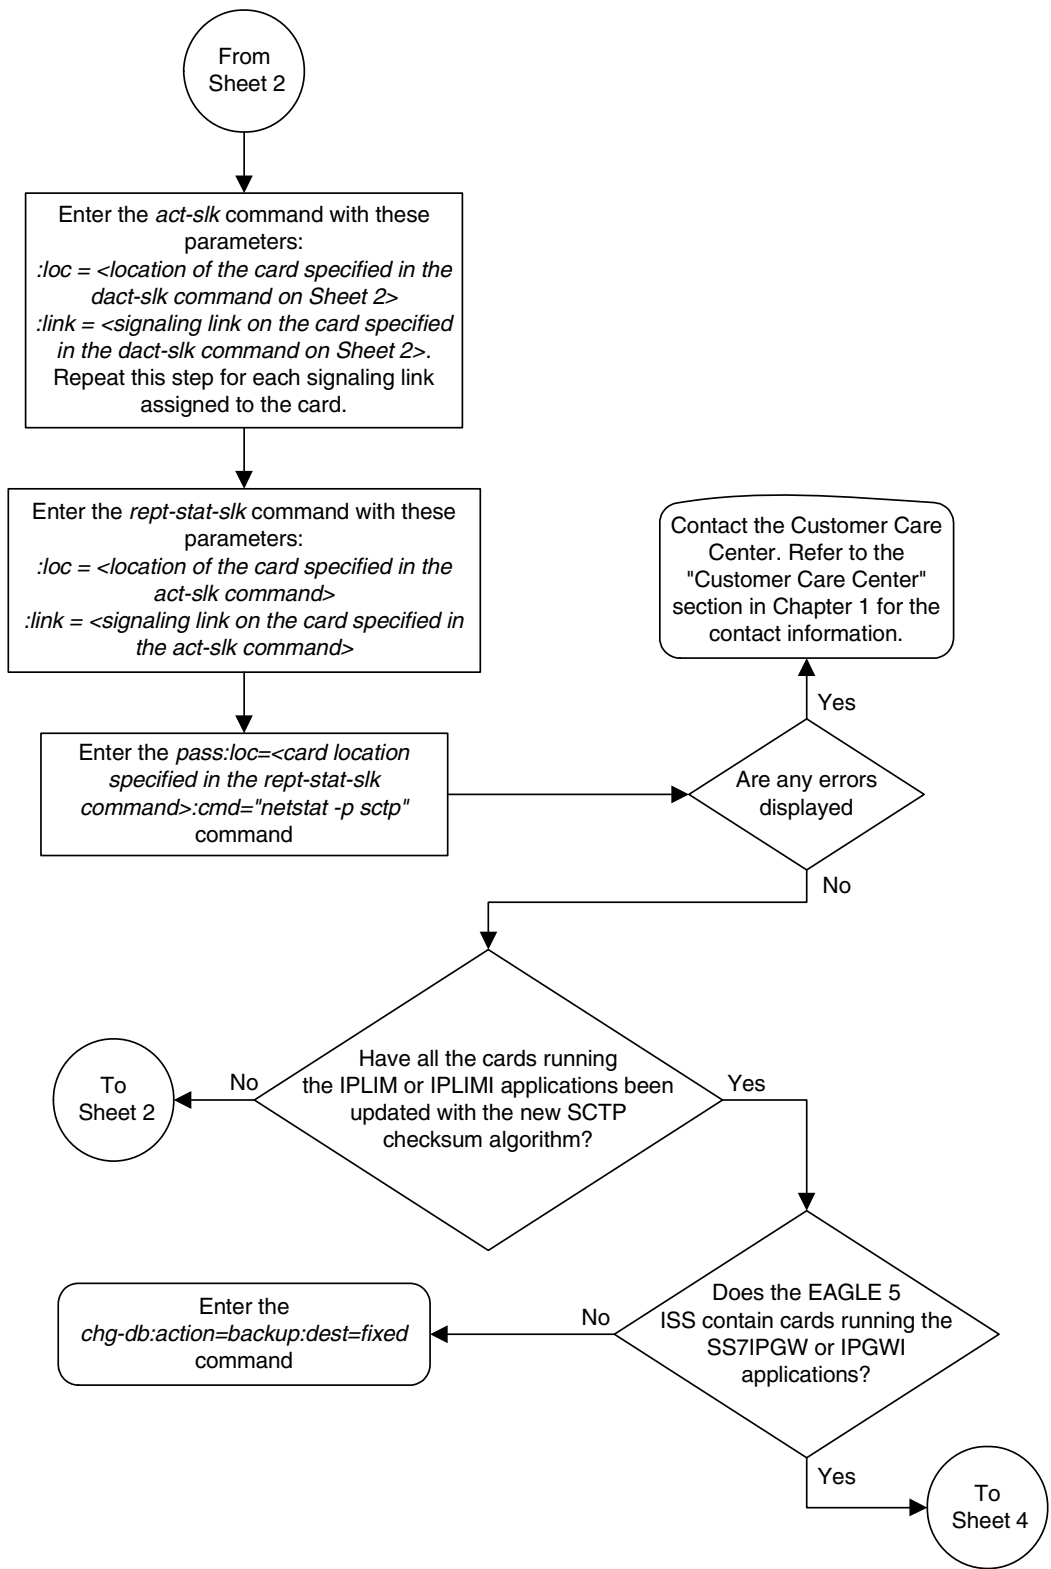 From
Sheet 2
Enter the act-slk command with these
parameters:
:loc = <location of the card specified in the
dact-slk command on Sheet 2>
:link = <signaling link on the card specified
in the dact-slk command on Sheet 2>.
Repeat this step for each signaling link
assigned to the card.
Enter the rept-stat-slk command with these
parameters:
:loc = <location of the card specified in the
act-slk command>
:link = <signaling link on the card specified in
the act-slk command>
Contact the Customer Care
Center. Refer to the
"Customer Care Center"
section in Chapter 1 for the
contact information.
Yes
Enter the pass:loc=<card location
specified in the rept-stat-slk
command>:cmd="netstat -p sctp"
command
Are any errors
displayed
No
Have all the cards running
the IPLIM or IPLIMI applications been
updated with the new SCTP
checksum algorithm?
No
To
Sheet 2
Yes
Does the EAGLE 5
ISS contain cards running the
SS7IPGW or IPGWI
applications?
No
Enter the
chg-db:action=backup:dest=fixed
command
Yes
To
Sheet 4